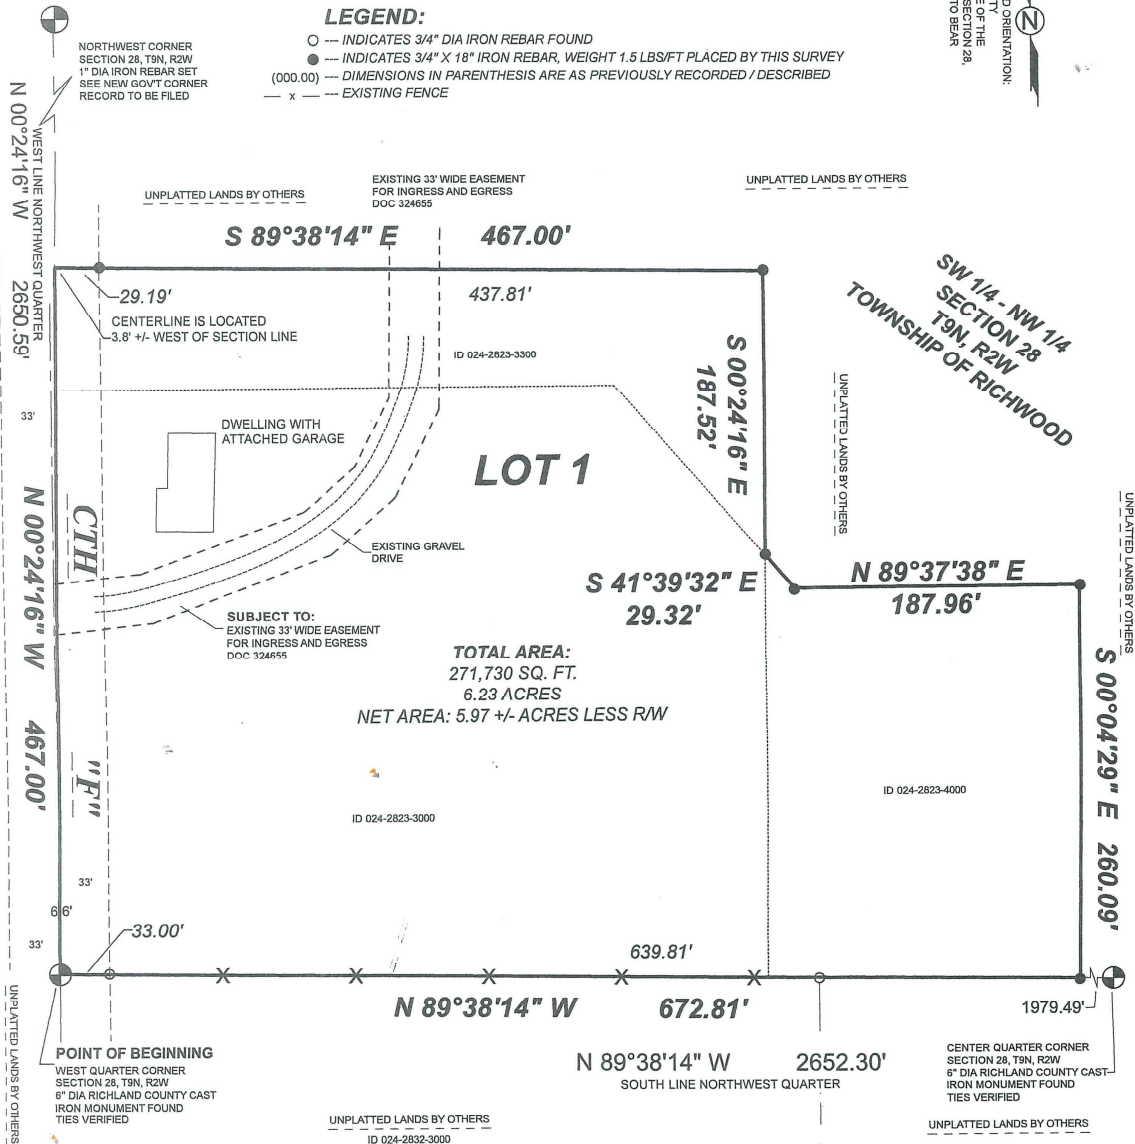 LEGEND:
--- INDICATES 3/4" DIA IRON REBAR FOUND
--- INDICATES 3/4" X 18" IRON REBAR, WEIGHT 1.5 LBS/FT PLACED BY THIS SURVEY
(000.00) --- DIMENSIONS IN PARENTHESIS ARE AS PREVIOUSLY RECORDED / DESCRIBED
— x — --- EXISTING FENCE
NORTHWEST CORNER
SECTION 28, T9N, R2W
1" DIA IRON REBAR SET
SEE NEW GOV'T CORNER
RECORD TO BE FILED
N
ORIENTATION:
OF THE
SECTION 28,
TO BEAR
N 00°24'16" W 2650.59'
WEST LINE NORTHWEST QUARTER
UNPLATTED LANDS BY OTHERS
EXISTING 33' WIDE EASEMENT
FOR INGRESS AND EGRESS
DOC 324655
UNPLATTED LANDS BY OTHERS
S 89°38'14" E 467.00'
29.19'
437.81'
CENTERLINE IS LOCATED
3.8' +/- WEST OF SECTION LINE
ID 024-2823-3300
SW 1/4 - NW 1/4
SECTION 28
T9N, R2W
TOWNSHIP OF RICHWOOD
S 00°24'16" E
187.52'
UNPLATTED LANDS BY OTHERS
33'
DWELLING WITH
ATTACHED GARAGE
LOT 1
N 00°24'16" W 467.00'
CTH "F"
EXISTING GRAVEL
DRIVE
S 41°39'32" E
29.32'
N 89°37'38" E
187.96'
UNPLATTED LANDS BY OTHERS
SUBJECT TO:
EXISTING 33' WIDE EASEMENT
FOR INGRESS AND EGRESS
DOC 324655
TOTAL AREA:
271,730 SQ. FT.
6.23 ACRES
NET AREA: 5.97 +/- ACRES LESS R/W
S 00°04'29" E 260.09'
ID 024-2823-3000
ID 024-2823-4000
33'
66'
33'
33.00'
639.81'
N 89°38'14" W 672.81'
1979.49'
UNPLATTED LANDS BY OTHERS
POINT OF BEGINNING
WEST QUARTER CORNER
SECTION 28, T9N, R2W
6" DIA RICHLAND COUNTY CAST
IRON MONUMENT FOUND
TIES VERIFIED
N 89°38'14" W 2652.30'
SOUTH LINE NORTHWEST QUARTER
CENTER QUARTER CORNER
SECTION 28, T9N, R2W
6" DIA RICHLAND COUNTY CAST
IRON MONUMENT FOUND
TIES VERIFIED
UNPLATTED LANDS BY OTHERS
ID 024-2832-3000
UNPLATTED LANDS BY OTHERS